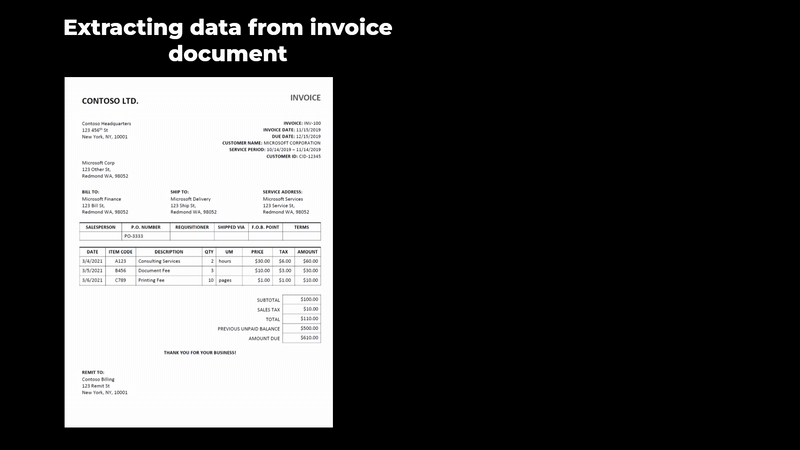 Extracting data from invoice
document
CONTOSO LTD.
INVOICE
Contoso Headquarters
123 456th St
New York, NY, 10001
INVOICE: INV-100
INVOICE DATE: 11/15/2019
DUE DATE: 12/15/2019
CUSTOMER NAME: MICROSOFT CORPORATION
SERVICE PERIOD: 10/14/2019 – 11/14/2019
CUSTOMER ID: CID-12345
Microsoft Corp
123 Other St,
Redmond WA, 98052
BILL TO:
Microsoft Finance
123 Bill St,
Redmond WA, 98052
SHIP TO:
Microsoft Delivery
123 Ship St,
Redmond WA, 98052
SERVICE ADDRESS:
Microsoft Services
123 Service St,
Redmond WA, 98052
SALESPERSON P.O. NUMBER REQUISITIONER SHIPPED VIA F.O.B. POINT TERMS
PO-3333
DATE ITEM CODE DESCRIPTION QTY UM PRICE TAX AMOUNT
3/4/2021 A123 Consulting Services 2 hours $30.00 $6.00 $60.00
3/5/2021 B456 Document Fee 3 $10.00 $3.00 $30.00
3/6/2021 C789 Printing Fee 10 pages $1.00 $1.00 $10.00
SUBTOTAL $100.00
SALES TAX $10.00
TOTAL $110.00
PREVIOUS UNPAID BALANCE $500.00
AMOUNT DUE $610.00
THANK YOU FOR YOUR BUSINESS!
REMIT TO:
Contoso Billing
123 Remit St
New York, NY, 10001